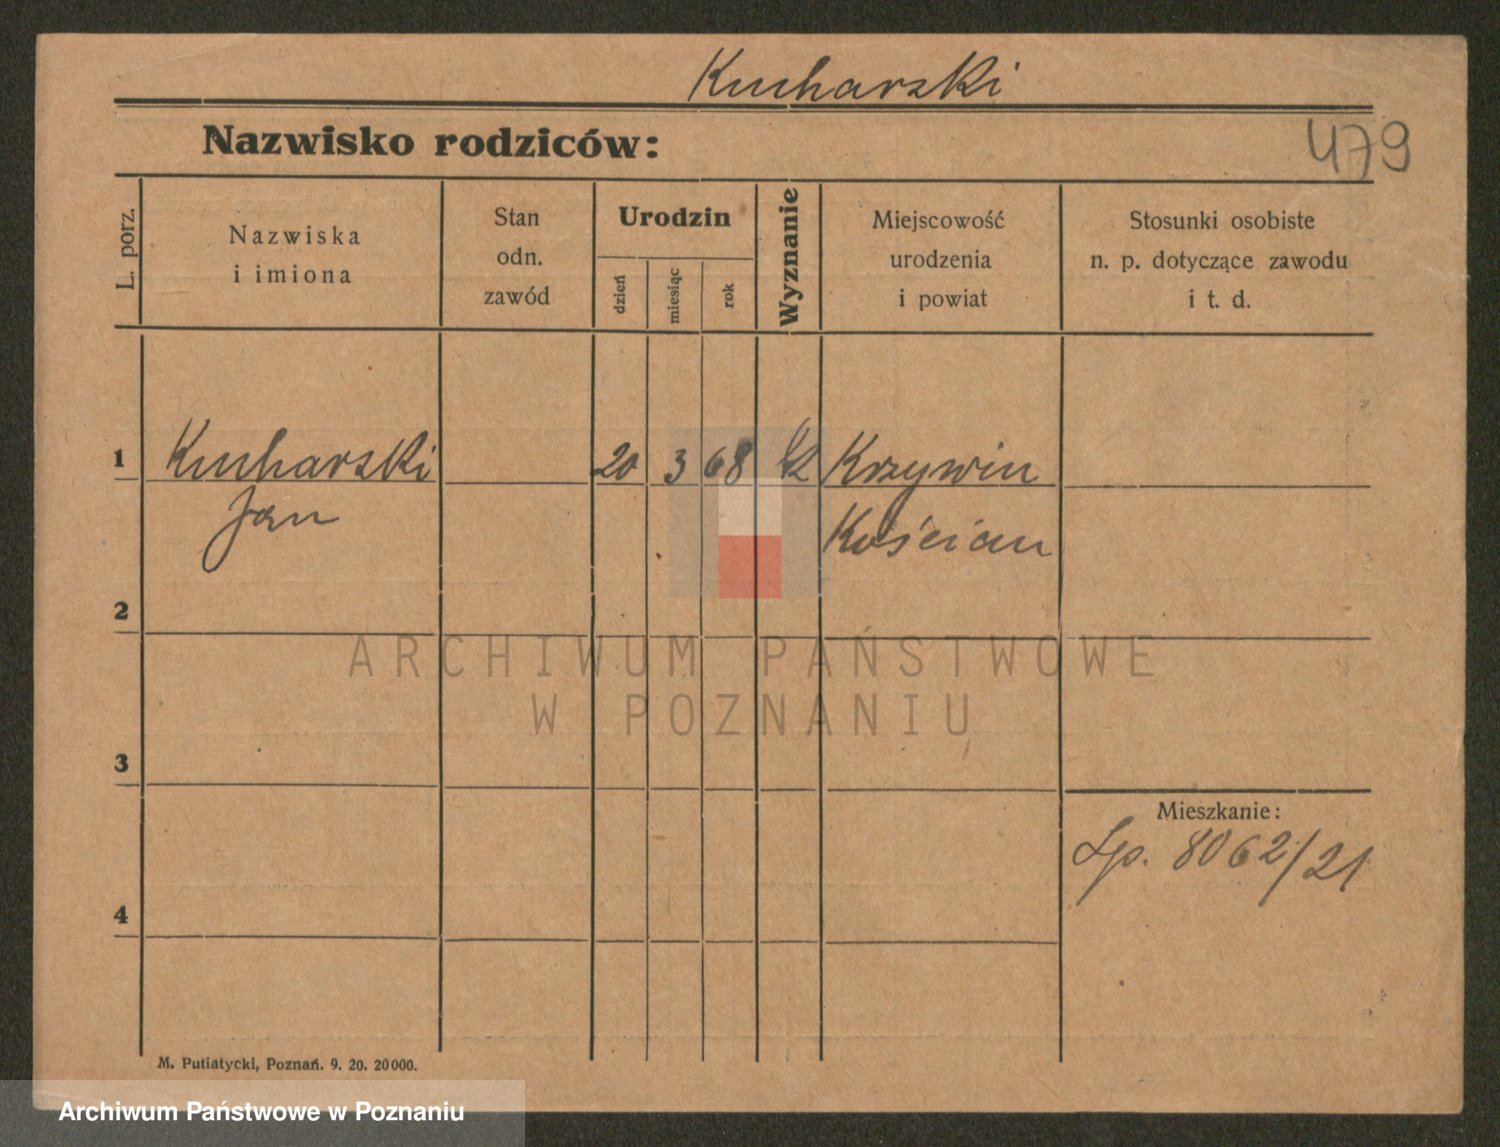 Kucharski
Nazwisko rodziców:
479
L. porz.
Nazwiska
i imiona
Stan
odn.
zawód
Urodzin
dzień
miesiąc
rok
Wyznanie
Miejscowość
urodzenia
i powiat
Stosunki osobiste
n. p. dotyczące zawodu
i t. d.
1
Kucharski
Jan
20
3
68
Krzywin
Kościan
2
ARCHIWUM PAŃSTWOWE
W POZNANIU
3
Mieszkanie:
Lp. 8062/21
4
M. Putiatycki, Poznań. 9. 20. 20000.
Archiwum Państwowe w Poznaniu